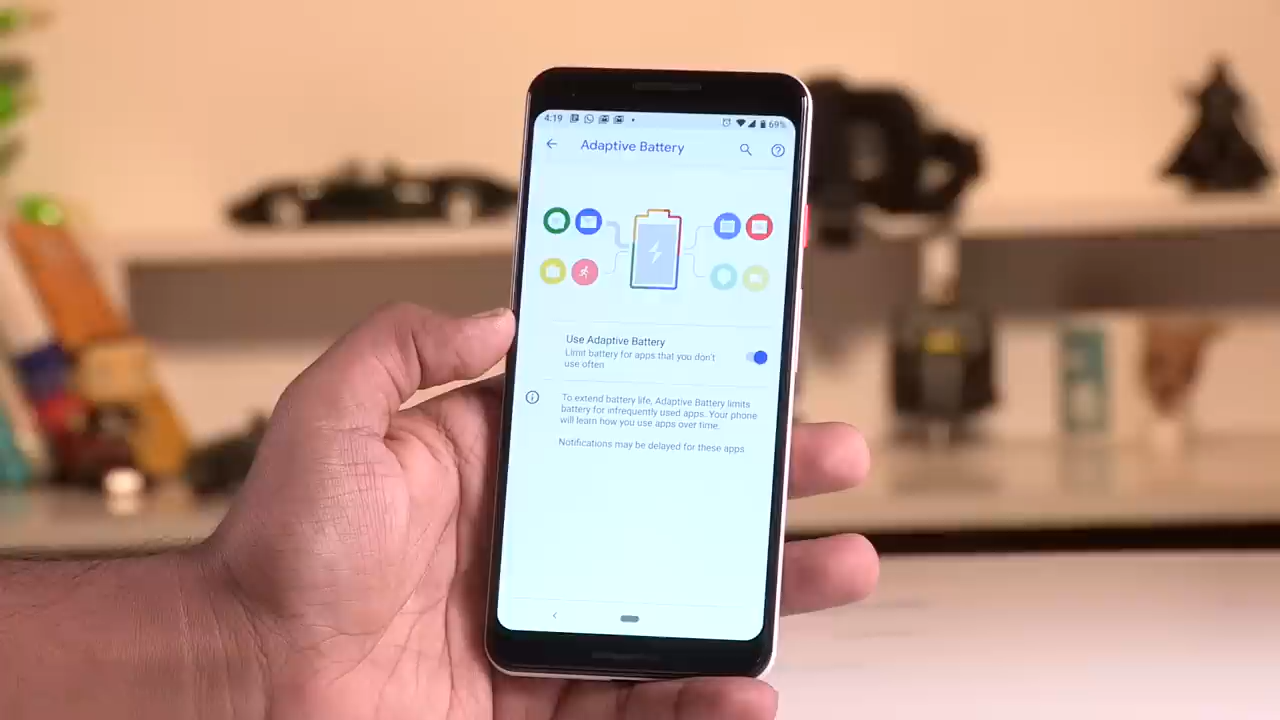 4:19
69%
Adaptive Battery
Use Adaptive Battery
Limit battery for apps that you don't
use often
To extend battery life, Adaptive Battery limits
battery for infrequently used apps. Your phone
will learn how you use apps over time.
Notifications may be delayed for these apps